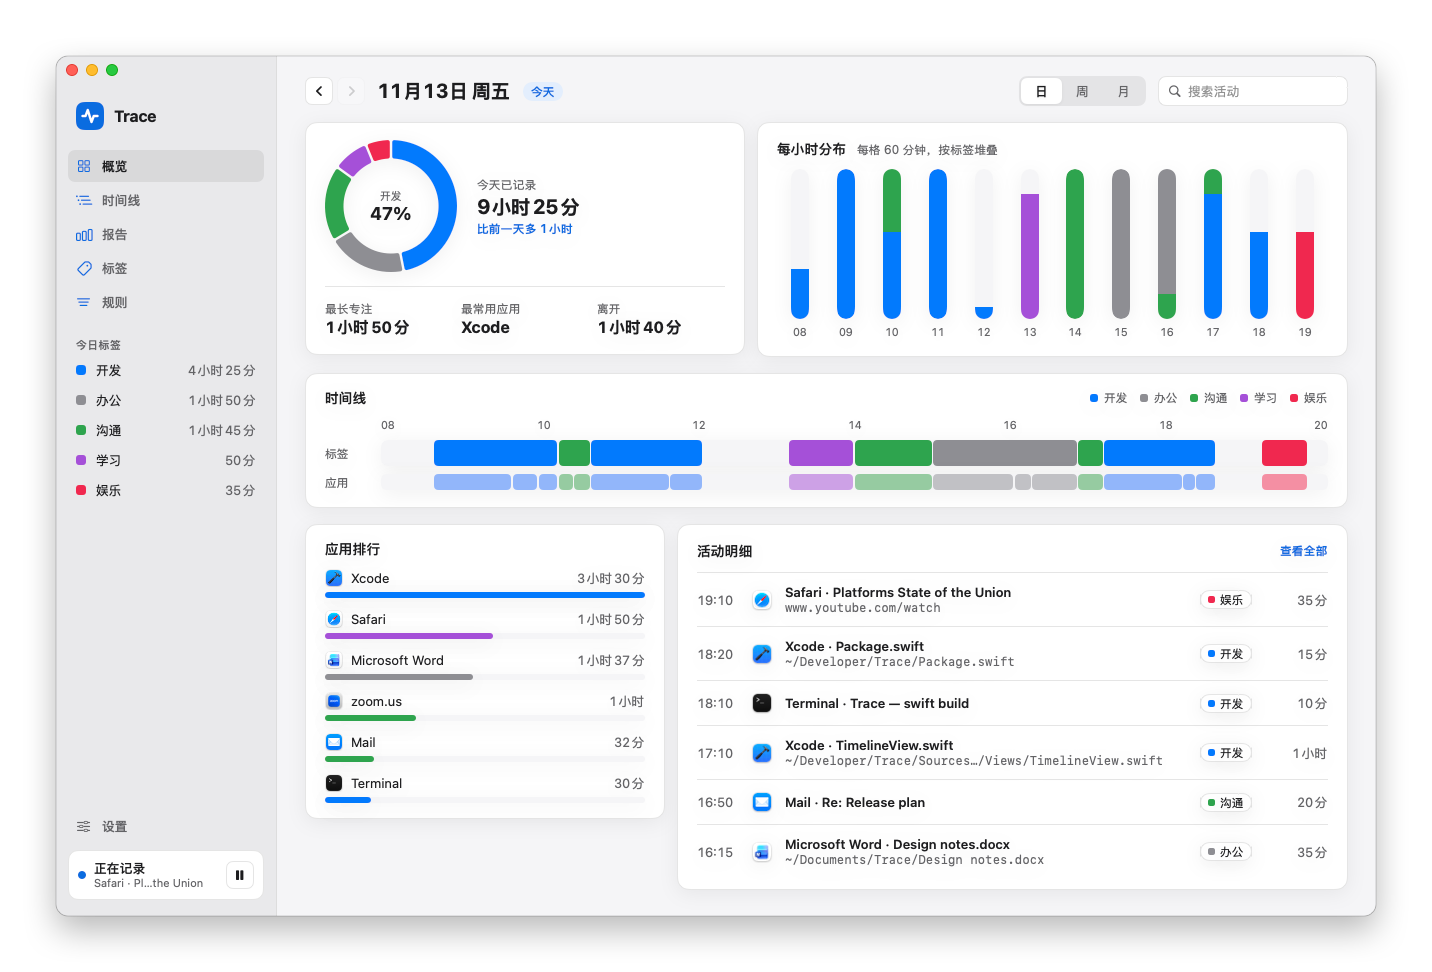 Trace
概览
时间线
报告
标签
规则
今日标签
开发 4小时25分
办公 1小时50分
沟通 1小时45分
学习 50分
娱乐 35分
设置
正在记录
Safari · Pl...the Union
11月13日 周五 今天
日 周 月
搜索活动
开发
47%
今天已记录
9小时25分
比前一天多 1小时
最长专注
1小时50分
最常用应用
Xcode
离开
1小时40分
每小时分布 每格 60 分钟，按标签堆叠
08 09 10 11 12 13 14 15 16 17 18 19
时间线
开发 办公 沟通 学习 娱乐
08 10 12 14 16 18 20
标签
应用
应用排行
Xcode 3小时30分
Safari 1小时50分
Microsoft Word 1小时37分
zoom.us 1小时
Mail 32分
Terminal 30分
活动明细 查看全部
19:10 Safari · Platforms State of the Union 娱乐 35分
www.youtube.com/watch
18:20 Xcode · Package.swift 开发 15分
~/Developer/Trace/Package.swift
18:10 Terminal · Trace — swift build 开发 10分
17:10 Xcode · TimelineView.swift 开发 1小时
~/Developer/Trace/Sources…/Views/TimelineView.swift
16:50 Mail · Re: Release plan 沟通 20分
16:15 Microsoft Word · Design notes.docx 办公 35分
~/Documents/Trace/Design notes.docx